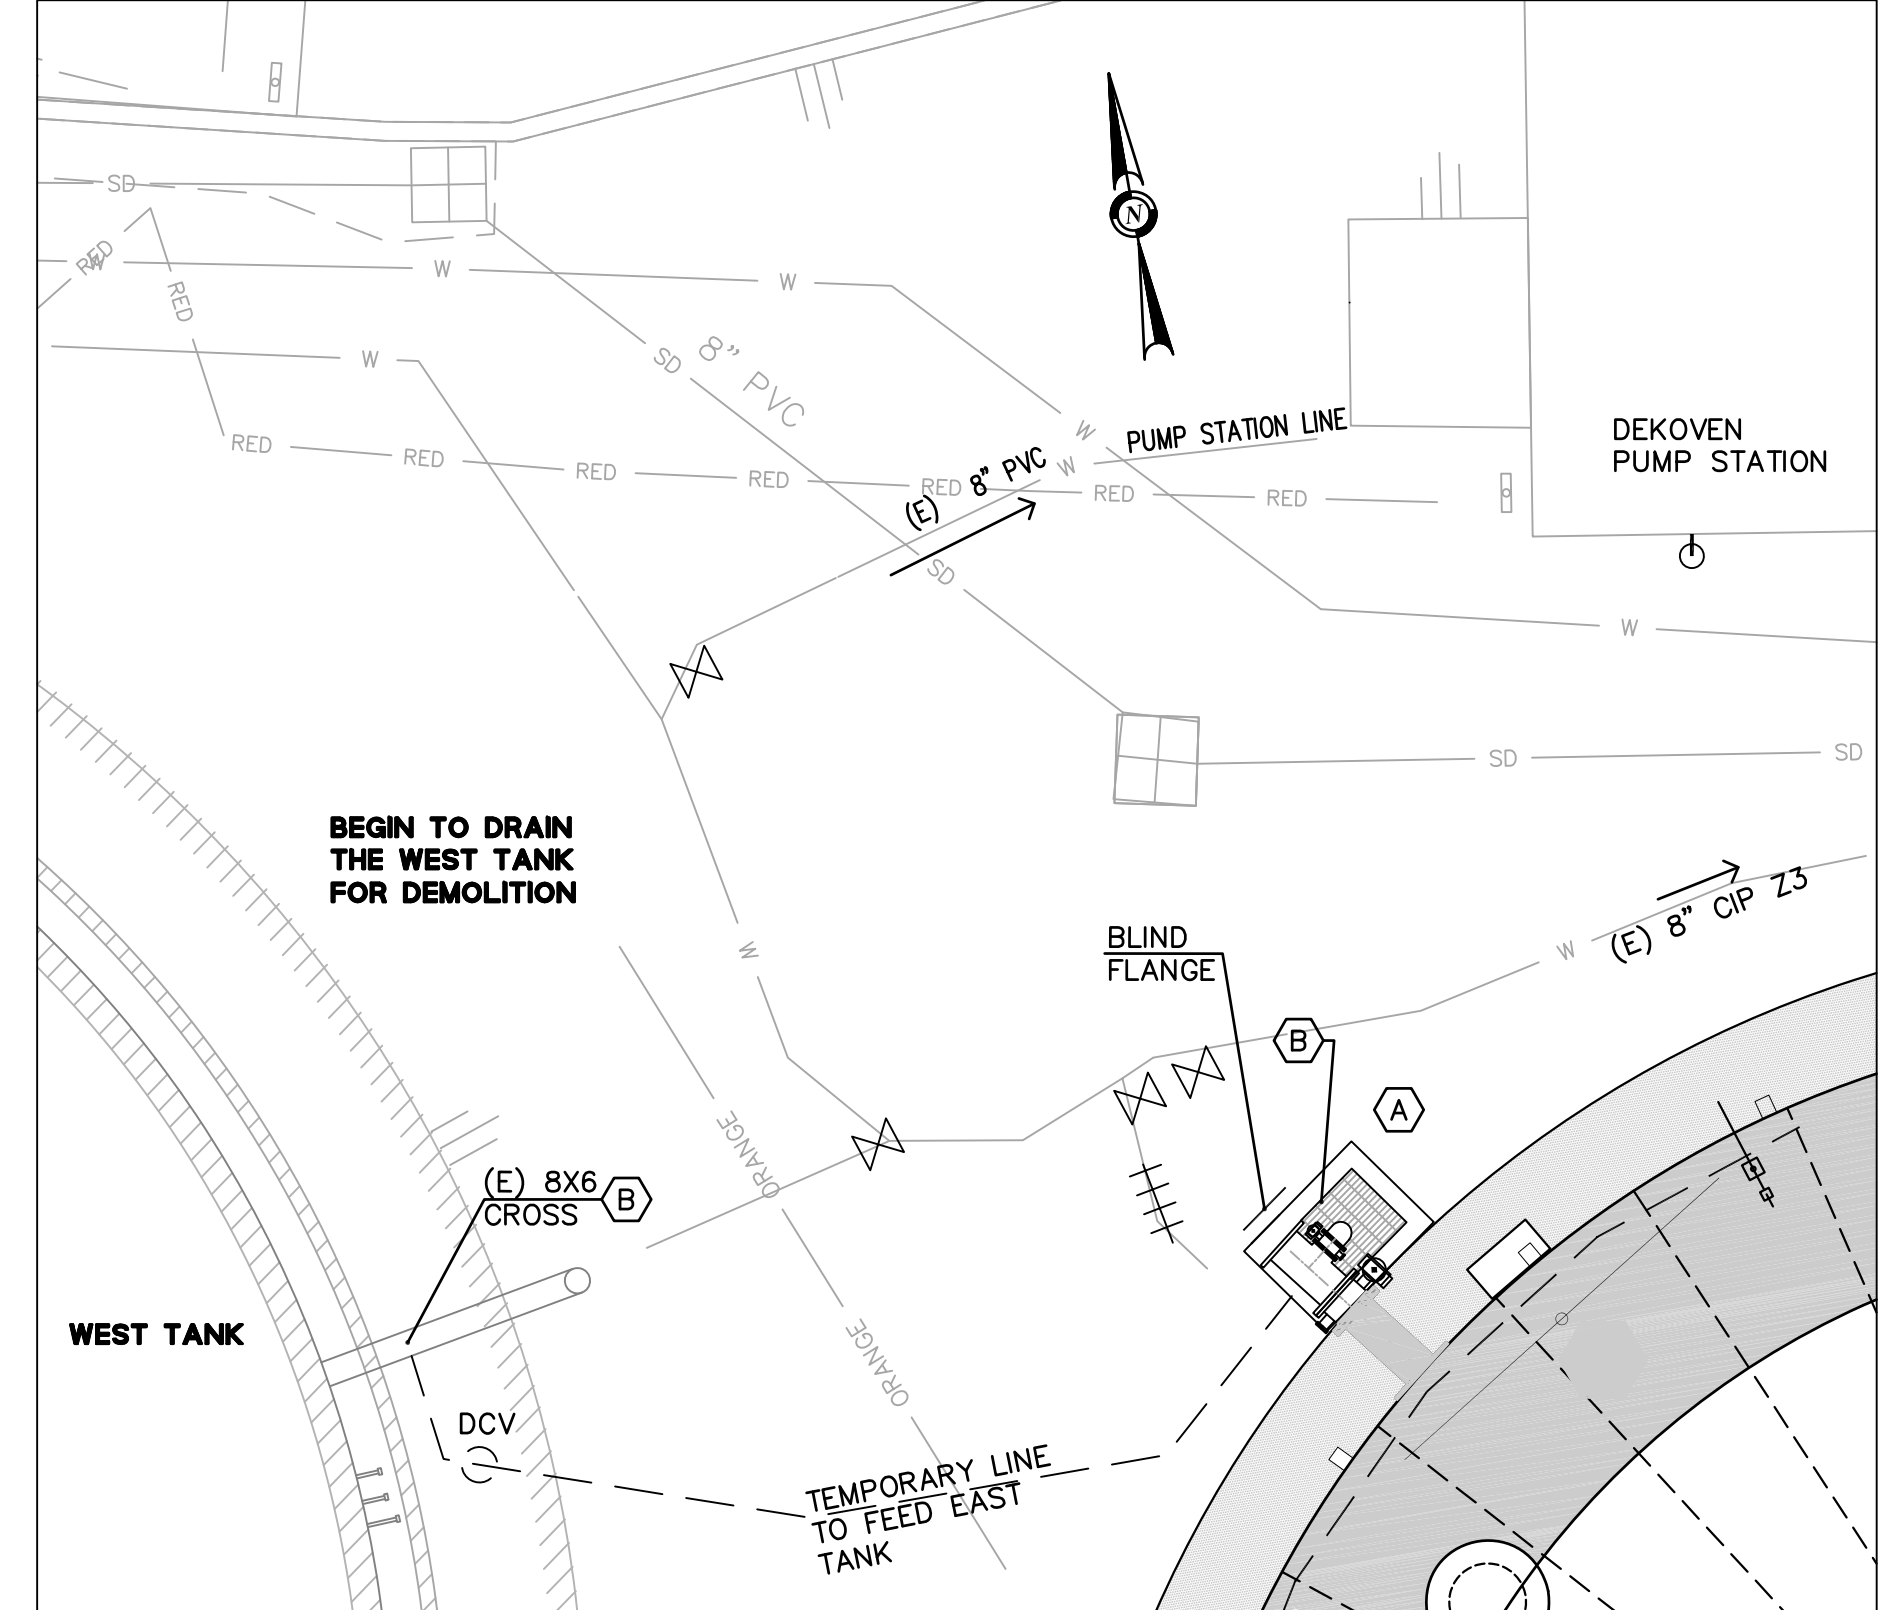 SD
RED
W
W
W
RED
W
SD
8" PVC
N
W
PUMP STATION LINE
DEKOVEN
PUMP STATION
RED
RED
RED
RED
RED
(E) 8" PVC
W
RED
RED
SD
W
SD
SD
BEGIN TO DRAIN
THE WEST TANK
FOR DEMOLITION
W
(E) 8" CIP Z3
W
BLIND
FLANGE
B
A
ORANGE
(E) 8X6
CROSS
B
WEST TANK
ORANGE
DCV
TEMPORARY LINE
TO FEED EAST
TANK